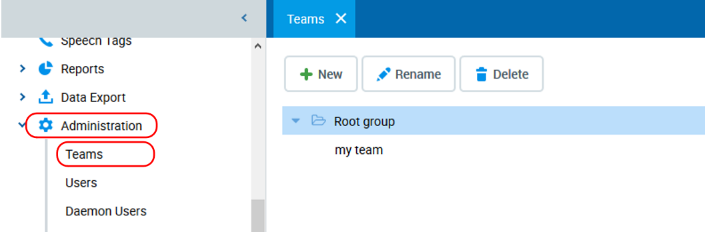 Teams
Speech Tags
Reports
Data Export
Administration
Teams
Users
Daemon Users
New Rename Delete
Root group
my team